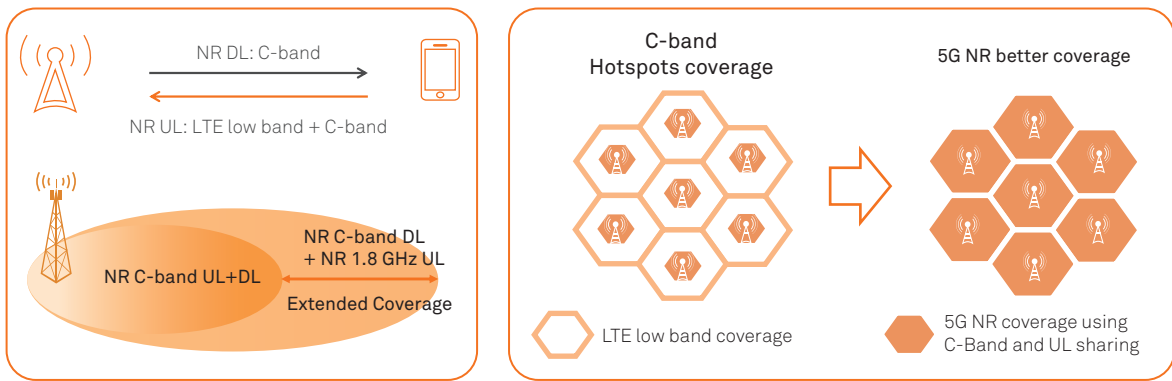 NR DL: C-band
NR UL: LTE low band + C-band
NR C-band DL
+ NR 1.8 GHz UL
NR C-band UL+DL
Extended Coverage
C-band
Hotspots coverage
5G NR better coverage
LTE low band coverage
5G NR coverage using
C-Band and UL sharing